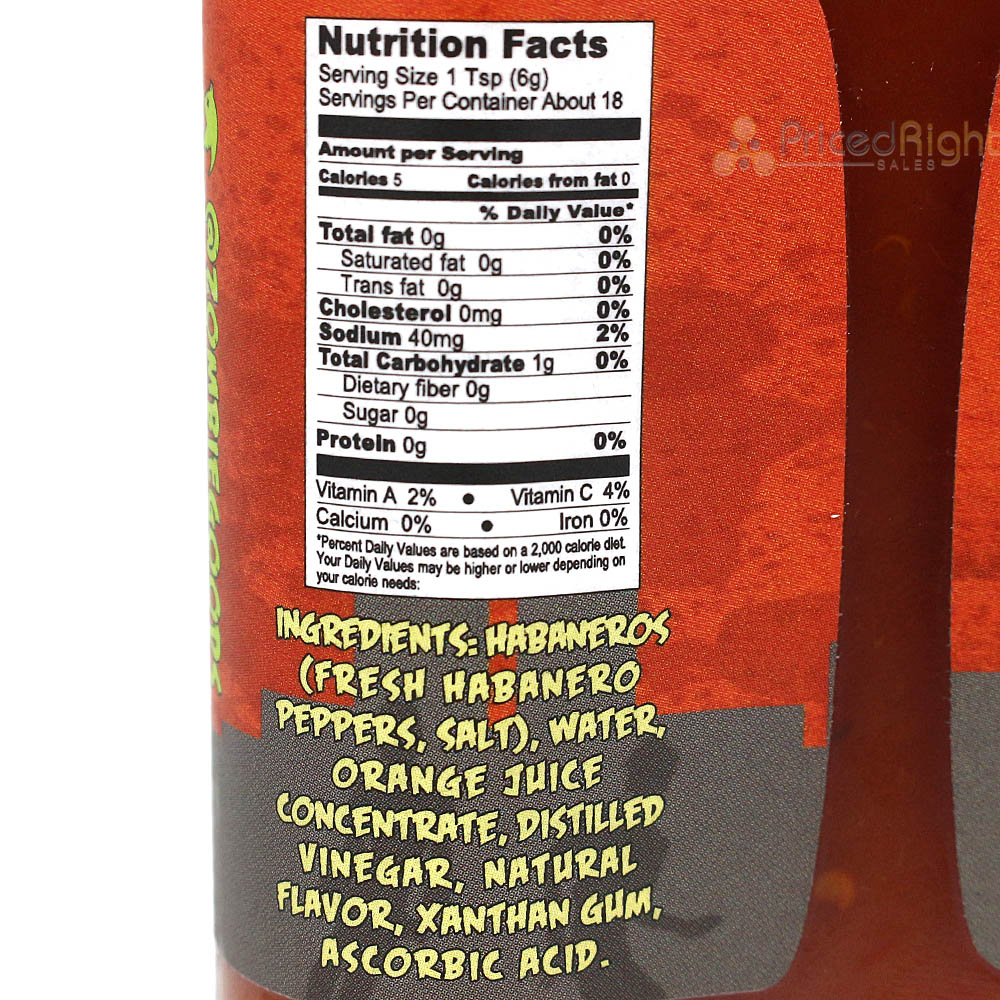 Nutrition Facts
Serving Size 1 Tsp (6g)
Servings Per Container About 18
Amount per Serving
Calories 5 Calories from fat 0
% Daily Value*
Total fat 0g 0%
Saturated fat 0g 0%
Trans fat 0g 0%
Cholesterol 0mg 0%
Sodium 40mg 2%
Total Carbohydrate 1g 0%
Dietary fiber 0g
Sugar 0g
Protein 0g 0%
Vitamin A 2% ● Vitamin C 4%
Calcium 0% ● Iron 0%
*Percent Daily Values are based on a 2,000 calorie diet.
Your Daily Values may be higher or lower depending on
your calorie needs:
INGREDIENTS: HABANEROS
(FRESH HABANERO
PEPPERS, SALT), WATER,
ORANGE JUICE
CONCENTRATE, DISTILLED
VINEGAR, NATURAL
FLAVOR, XANTHAN GUM,
ASCORBIC ACID.
PricedRight
SALES